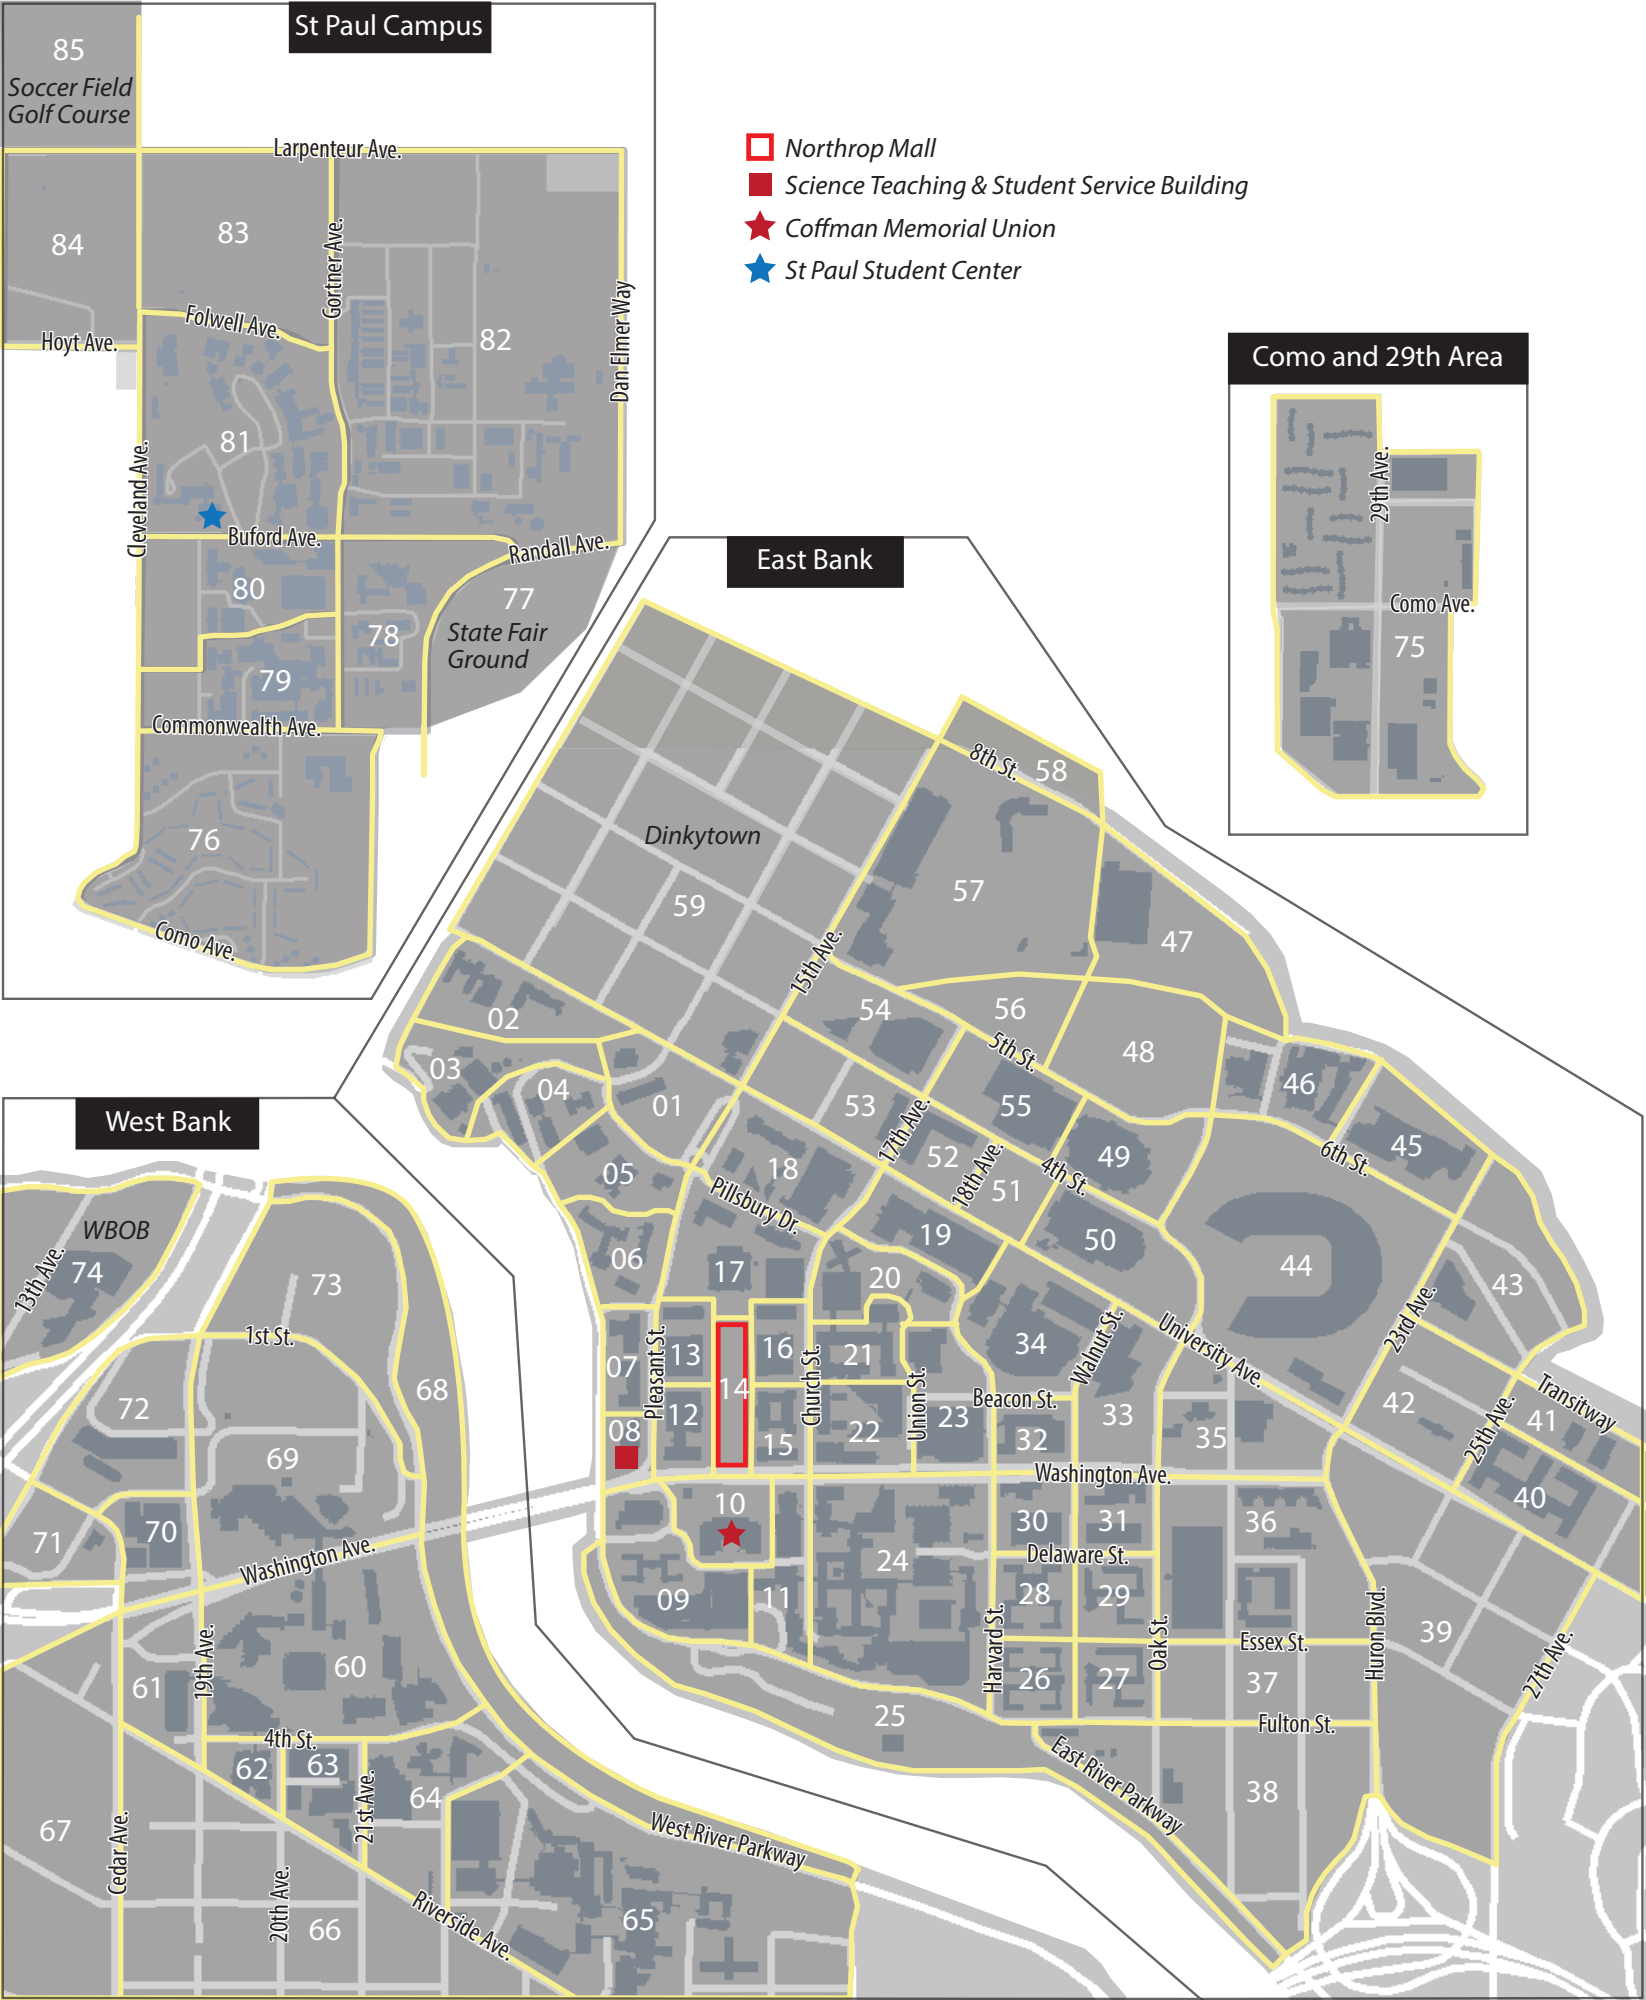 St Paul Campus
85
Soccer Field
Golf Course
Larpenteur Ave.
84
83
Gortner Ave.
82
Dan Elmer Way
Folwell Ave.
Hoyt Ave.
81
Cleveland Ave.
Buford Ave.
Randall Ave.
80
77
State Fair
Ground
78
79
Commonwealth Ave.
76
Como Ave.
Northrop Mall
Science Teaching & Student Service Building
Coffman Memorial Union
St Paul Student Center
Como and 29th Area
29th Ave.
Como Ave.
75
East Bank
8th St.
58
Dinkytown
59
57
47
15th Ave.
02
54
56
5th St.
48
03
04
01
53
55
46
17th Ave.
52
18th Ave.
51
4th St.
49
6th St.
45
05
18
Pillsbury Dr.
19
50
06
17
20
44
43
23rd Ave.
07
Pleasant St.
13
14
16
Church St.
21
Union St.
34
Walnut St.
University Ave.
Beacon St.
08
12
15
22
23
32
33
35
42
25th Ave.
41
Transitway
Washington Ave.
40
10
30
31
36
24
Delaware St.
09
11
28
29
Harvard St.
Oak St.
Essex St.
Huron Blvd.
39
27th Ave.
26
27
37
25
Fulton St.
East River Parkway
38
West Bank
WBOB
13th Ave.
74
73
1st St.
72
68
69
71
70
Washington Ave.
19th Ave.
60
61
4th St.
62
63
21st Ave.
64
67
Cedar Ave.
West River Parkway
20th Ave.
66
Riverside Ave.
65